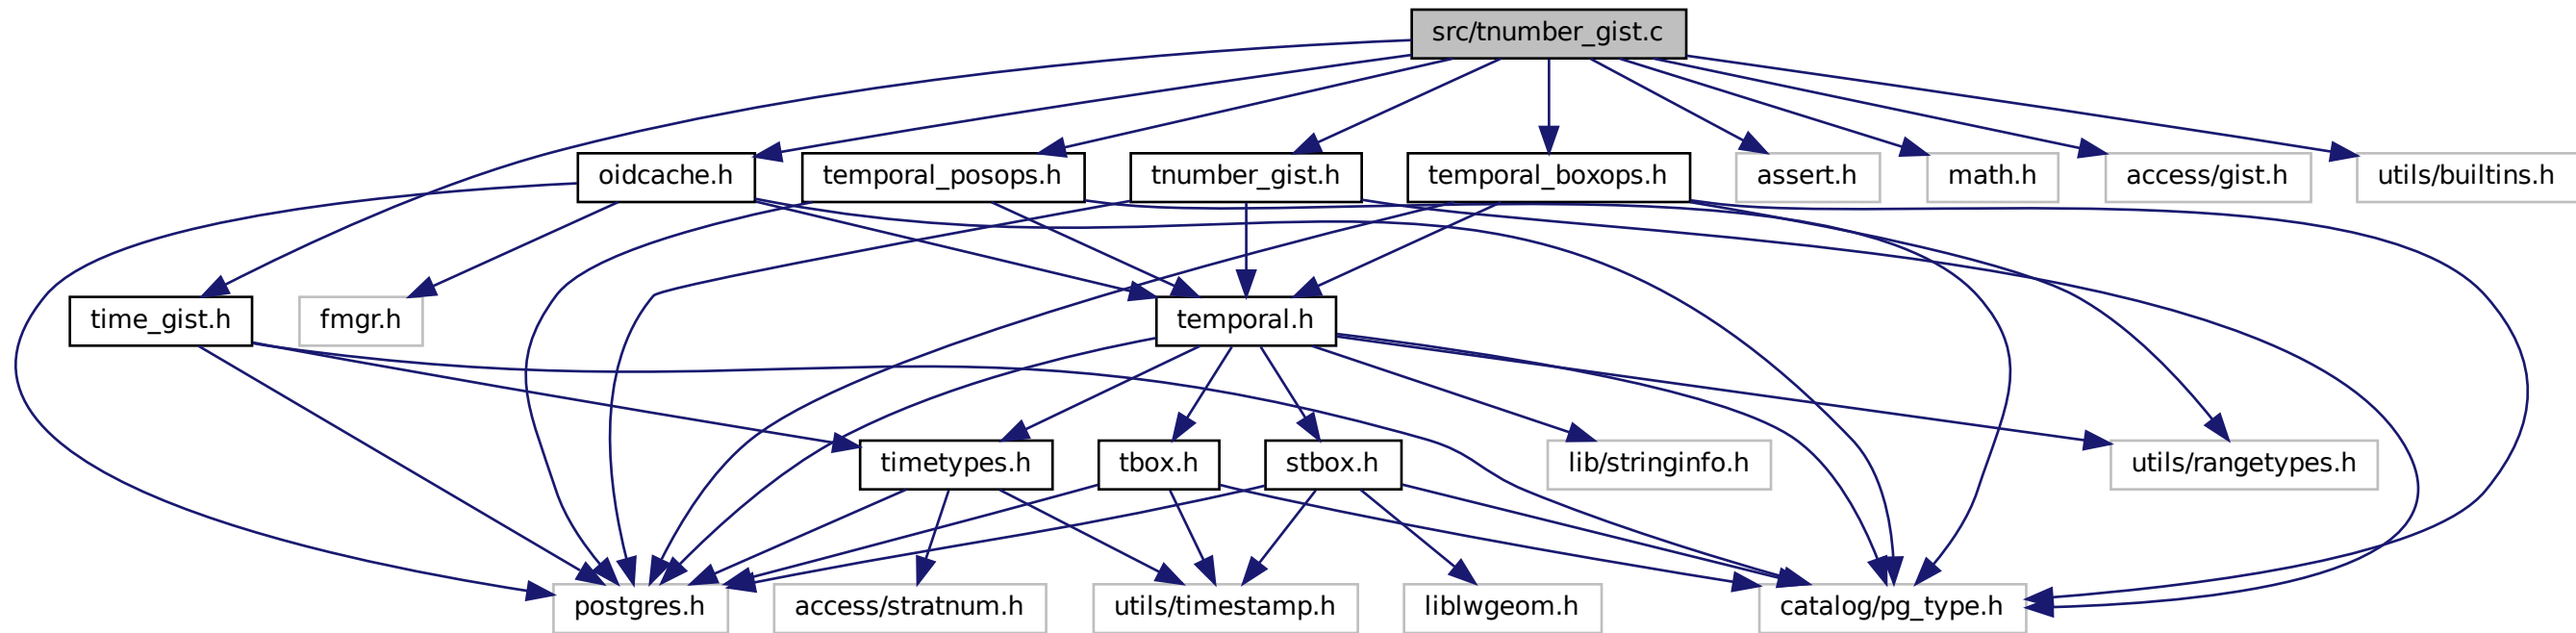 src/tnumber_gist.c
oidcache.h
temporal_posops.h
tnumber_gist.h
temporal_boxops.h
assert.h
math.h
access/gist.h
utils/builtins.h
time_gist.h
fmgr.h
temporal.h
timetypes.h
tbox.h
stbox.h
lib/stringinfo.h
utils/rangetypes.h
postgres.h
access/stratnum.h
utils/timestamp.h
liblwgeom.h
catalog/pg_type.h